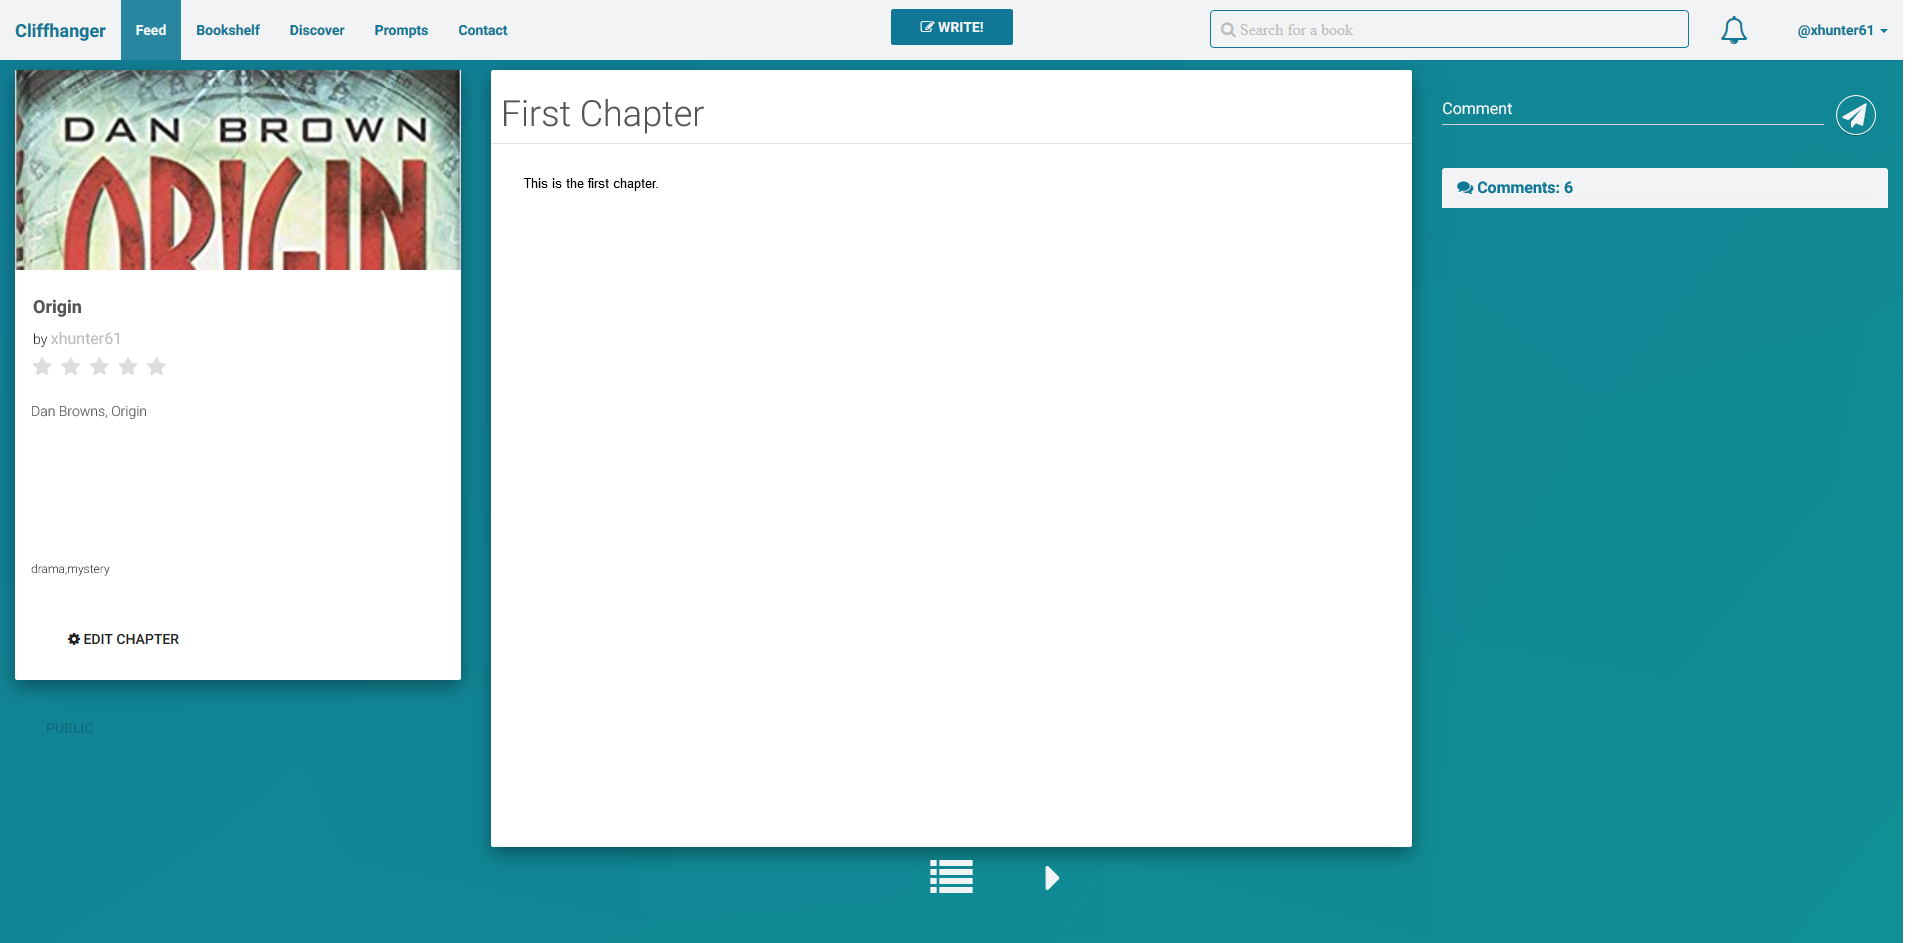 Cliffhanger Feed Bookshelf Discover Prompts Contact WRITE! Search for a book @xhunter61
DAN BROWN
ORIGIN
Origin
by xhunter61
Dan Browns, Origin
drama,mystery
EDIT CHAPTER
PUBLIC
First Chapter
This is the first chapter.
Comment
Comments: 6